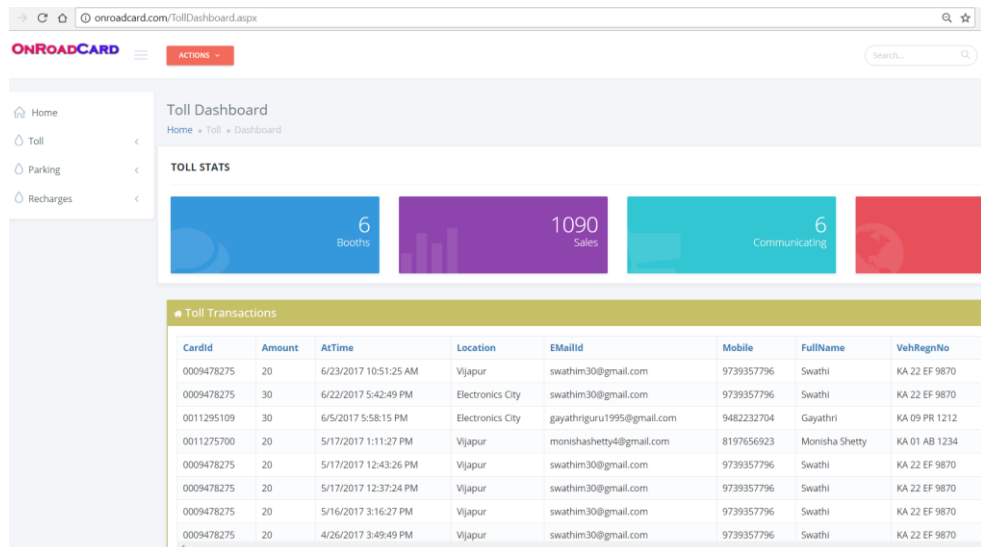 onroadcard.com/TollDashboard.aspx
ONROADCARD
ACTIONS
Search...
Home
Toll
Parking
Recharges
Toll Dashboard
Home Toll Dashboard
TOLL STATS
6
Booths
1090
Sales
6
Communicating
Toll Transactions
CardId Amount AtTime Location EMailId Mobile FullName VehRegnNo
0009478275 20 6/23/2017 10:51:25 AM Vijapur swathim30@gmail.com 9739357796 Swathi KA 22 EF 9870
0009478275 30 6/22/2017 5:42:49 PM Electronics City swathim30@gmail.com 9739357796 Swathi KA 22 EF 9870
0011295109 30 6/5/2017 5:58:15 PM Electronics City gayathriguru1995@gmail.com 9482232704 Gayathri KA 09 PR 1212
0011275700 20 5/17/2017 1:11:27 PM Vijapur monishashetty4@gmail.com 8197656923 Monisha Shetty KA 01 AB 1234
0009478275 20 5/17/2017 12:43:26 PM Vijapur swathim30@gmail.com 9739357796 Swathi KA 22 EF 9870
0009478275 20 5/17/2017 12:37:24 PM Vijapur swathim30@gmail.com 9739357796 Swathi KA 22 EF 9870
0009478275 20 5/16/2017 3:16:27 PM Vijapur swathim30@gmail.com 9739357796 Swathi KA 22 EF 9870
0009478275 20 4/26/2017 3:49:49 PM Vijapur swathim30@gmail.com 9739357796 Swathi KA 22 EF 9870